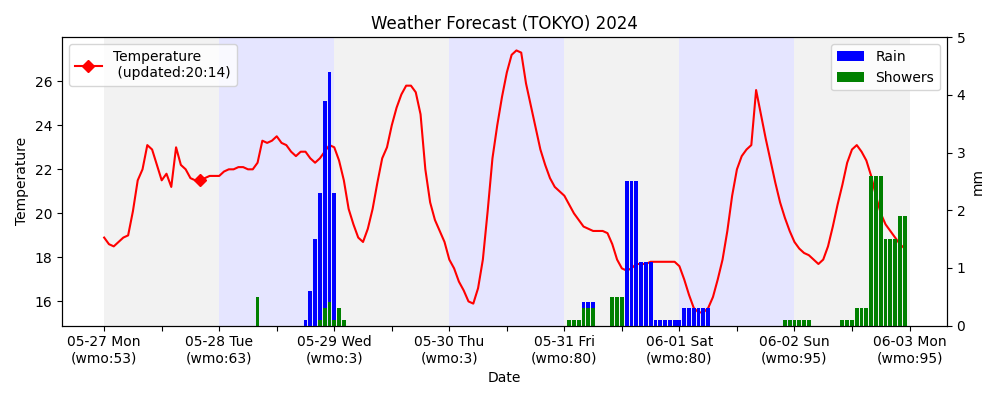 Weather Forecast (TOKYO) 2024
Temperature
(updated:20:14)
Rain
Showers
Temperature
26
24
22
20
18
16
5
4
3
2
1
0
mm
05-27 Mon
(wmo:53)
05-28 Tue
(wmo:63)
05-29 Wed
(wmo:3)
05-30 Thu
(wmo:3)
05-31 Fri
(wmo:80)
06-01 Sat
(wmo:80)
06-02 Sun
(wmo:95)
06-03 Mon
(wmo:95)
Date